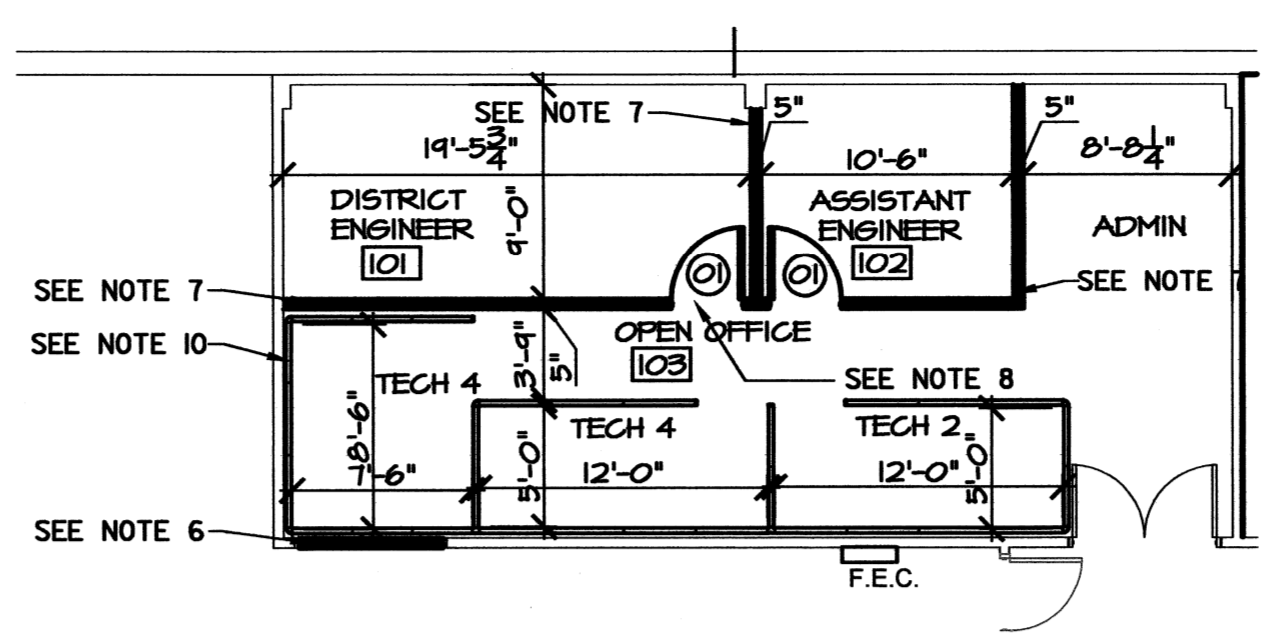 SEE NOTE 7
5"
5"
19'-5 3/4"
10'-6"
8'-8 1/4"
DISTRICT
ENGINEER
101
9'-0"
ASSISTANT
ENGINEER
102
ADMIN
01
01
SEE NOTE 7
SEE NOTE
OPEN OFFICE
103
SEE NOTE 10
3'-9"
5"
TECH 4
SEE NOTE 8
TECH 4
TECH 2
8'-6"
7'-6"
5'-0"
12'-0"
12'-0"
5'-0"
SEE NOTE 6
F.E.C.